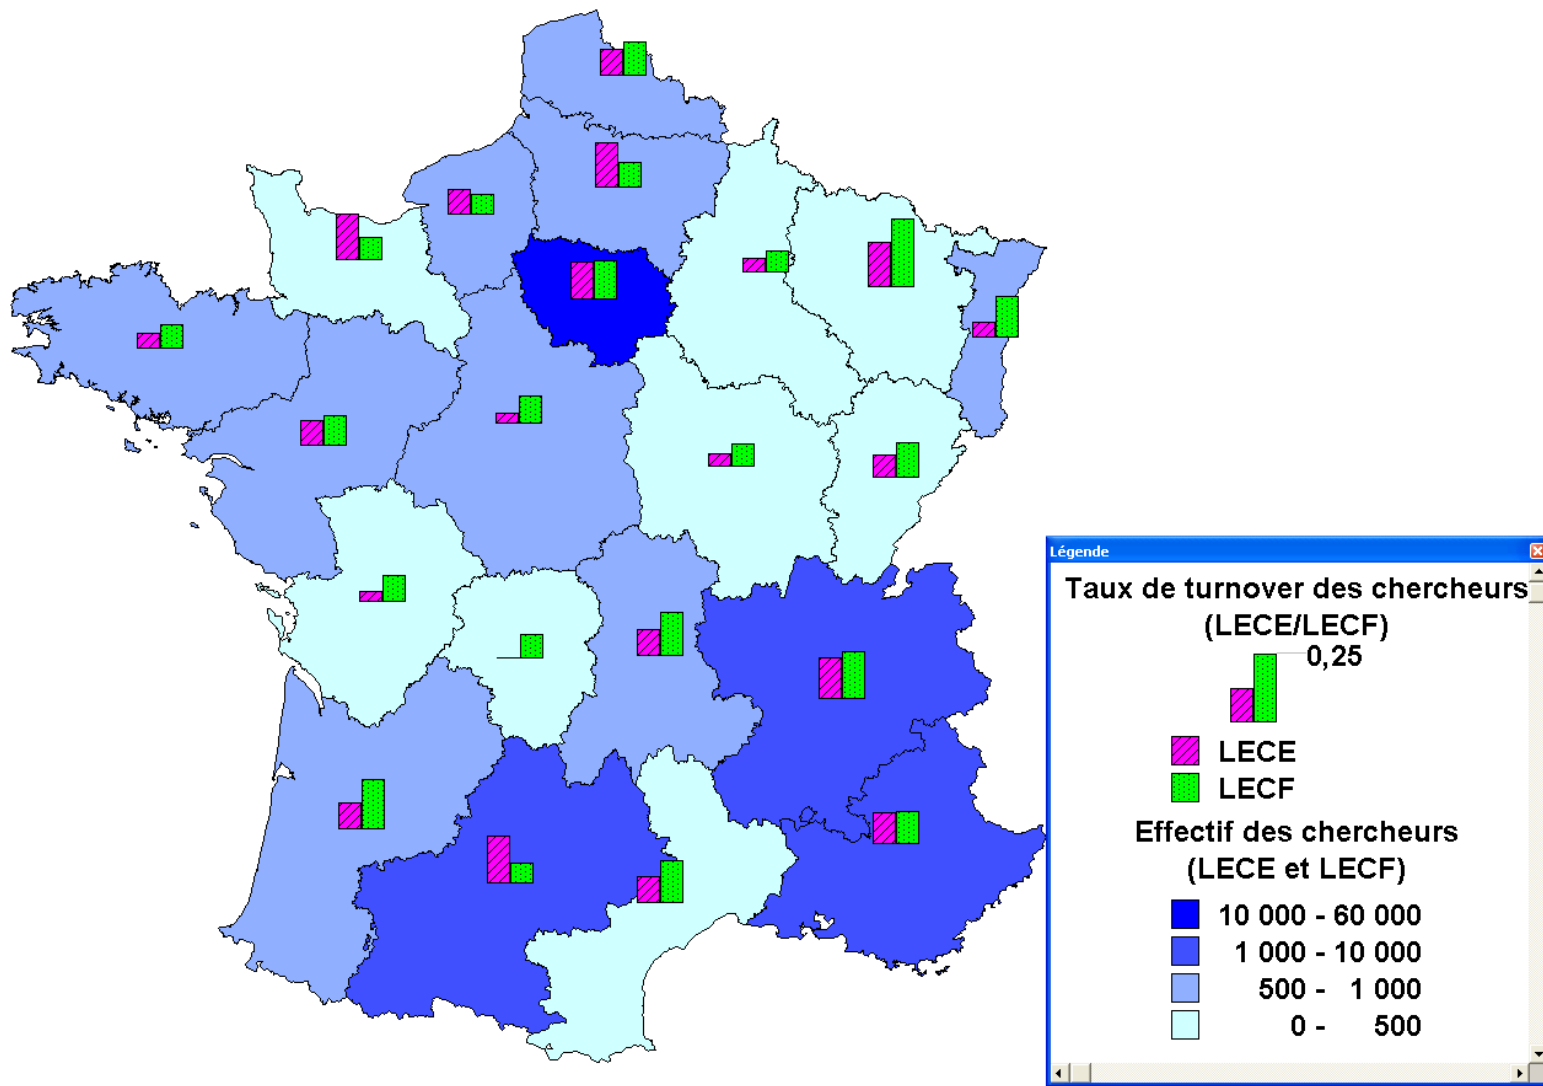 Légende
Taux de turnover des chercheurs
(LECE/LECF)
0,25
LECE
LECF
Effectif des chercheurs
(LECE et LECF)
10 000 - 60 000
1 000 - 10 000
500 - 1 000
0 - 500